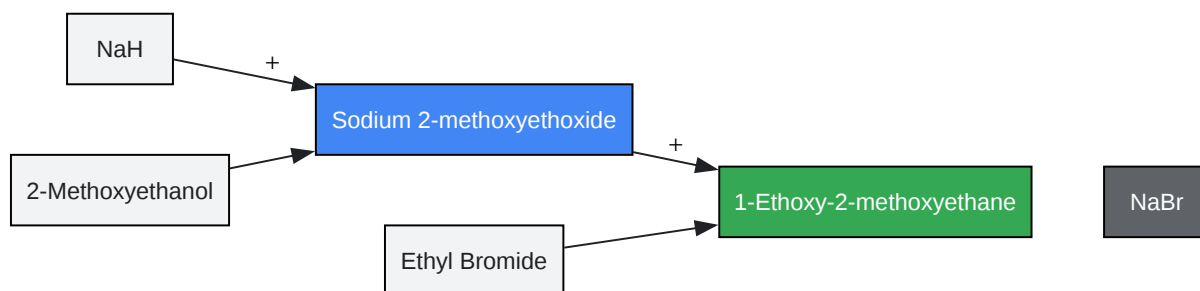 NaH
+
Sodium 2-methoxyethoxide
+
2-Methoxyethanol
1-Ethoxy-2-methoxyethane
NaBr
Ethyl Bromide